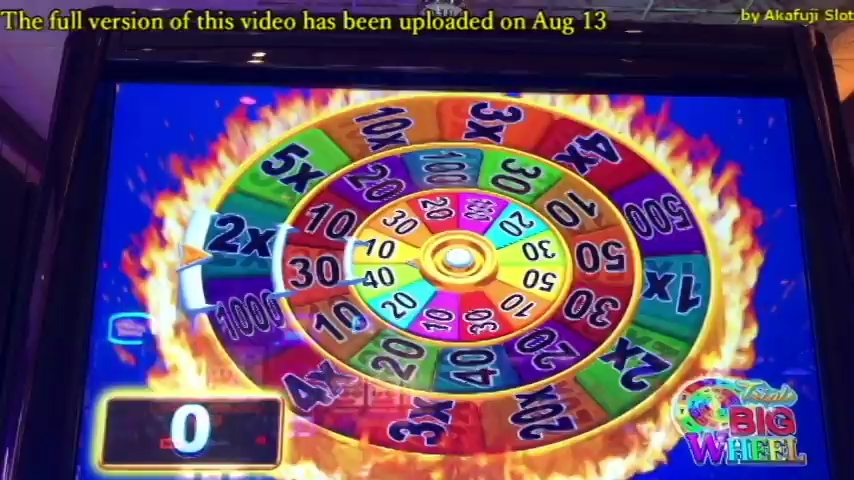 The full version of this video has been uploaded on Aug 13
by Akafuji Slot
10x
3x
4x
500
1x
2x
20x
3x
4x
1000
2x
5x
20
100
30
10
50
30
20
40
20
10
30
10
30
20
1000
20
30
50
10
30
10
20
40
10
0
Triple
BIG
WHEEL